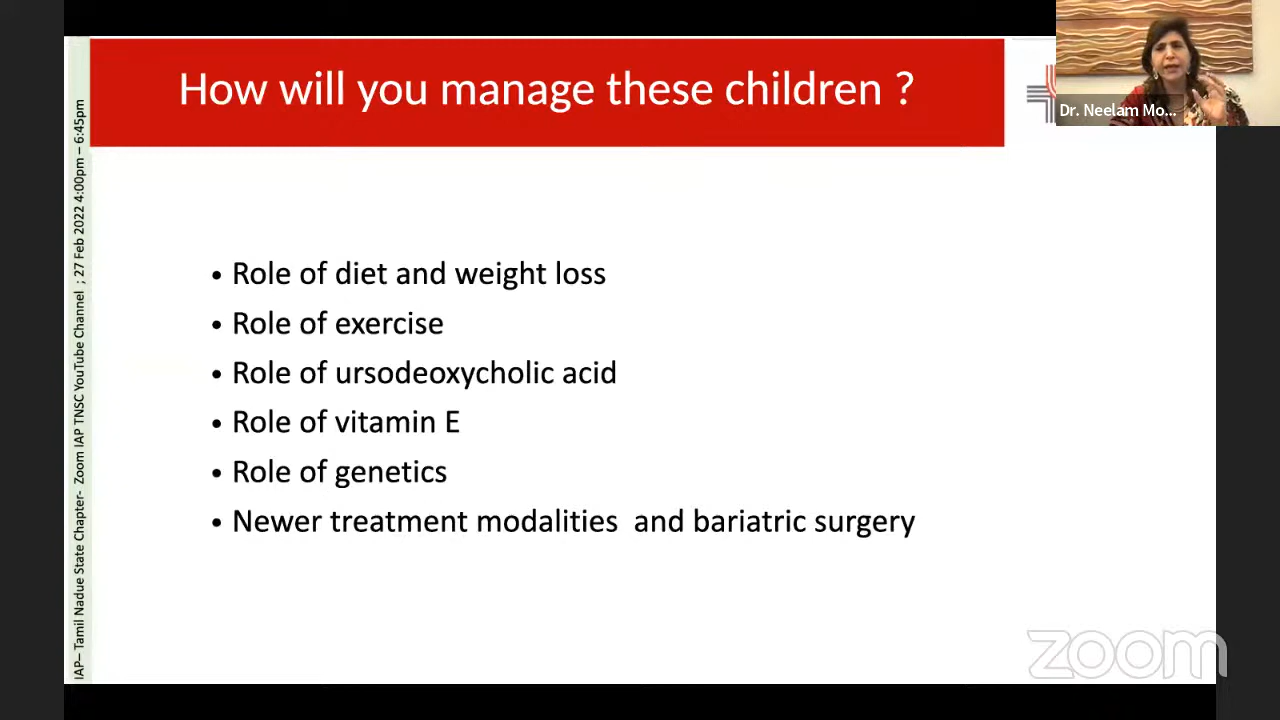 How will you manage these children ?
Dr. Neelam Mo...
• Role of diet and weight loss
• Role of exercise
• Role of ursodeoxycholic acid
• Role of vitamin E
• Role of genetics
• Newer treatment modalities and bariatric surgery
IAP– Tamil Nadue State Chapter- Zoom IAP TNSC YouTube Channel ; 27 Feb 2022 4:00pm – 6:45pm
zoom